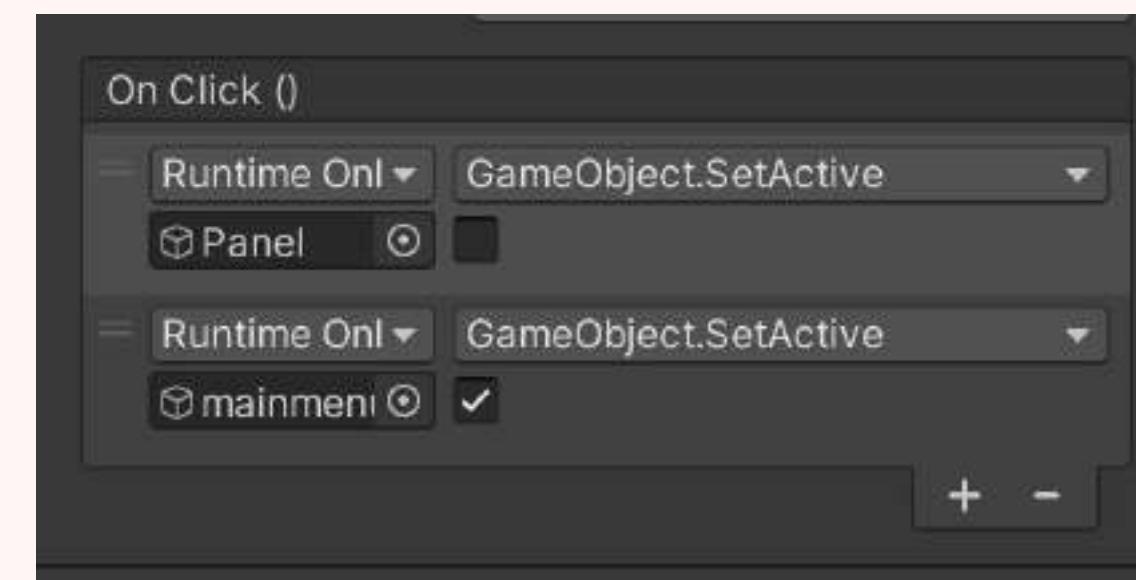 On Click ()
Runtime Onl GameObject.SetActive
Panel
Runtime Onl GameObject.SetActive
mainmen
+ -